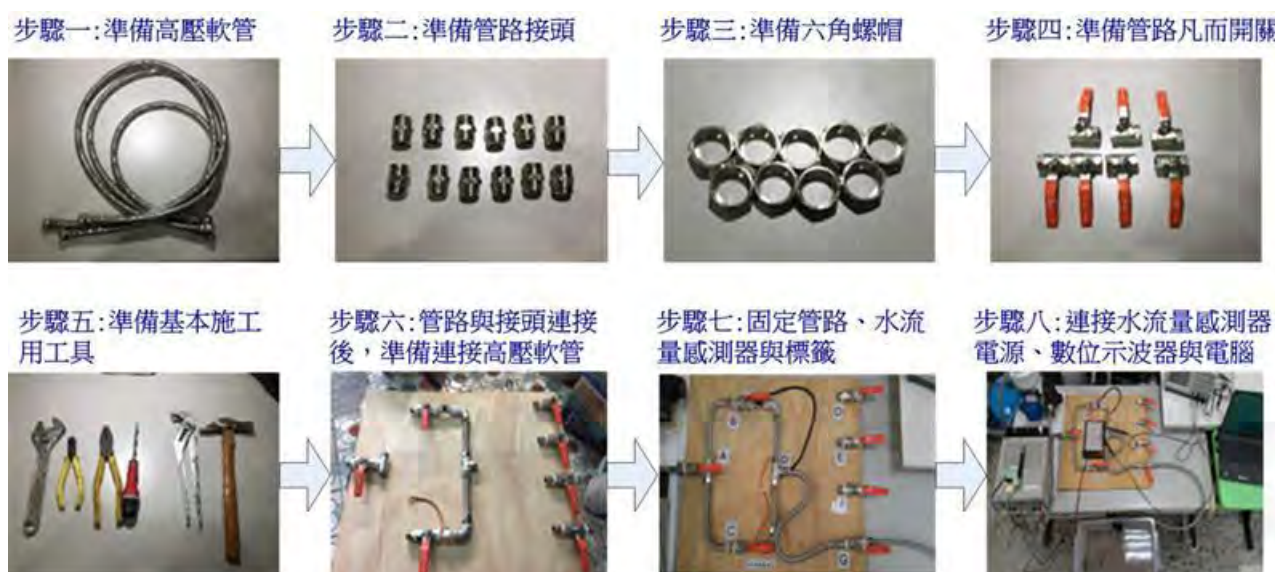 步驟一:準備高壓軟管
步驟二:準備管路接頭
步驟三:準備六角螺帽
步驟四:準備管路凡而開關
步驟五:準備基本施工
用工具
步驟六:管路與接頭連接
後，準備連接高壓軟管
步驟七:固定管路、水流
量感測器與標籤
步驟八:連接水流量感測器
電源、數位示波器與電腦
A
B
C
D
E
G